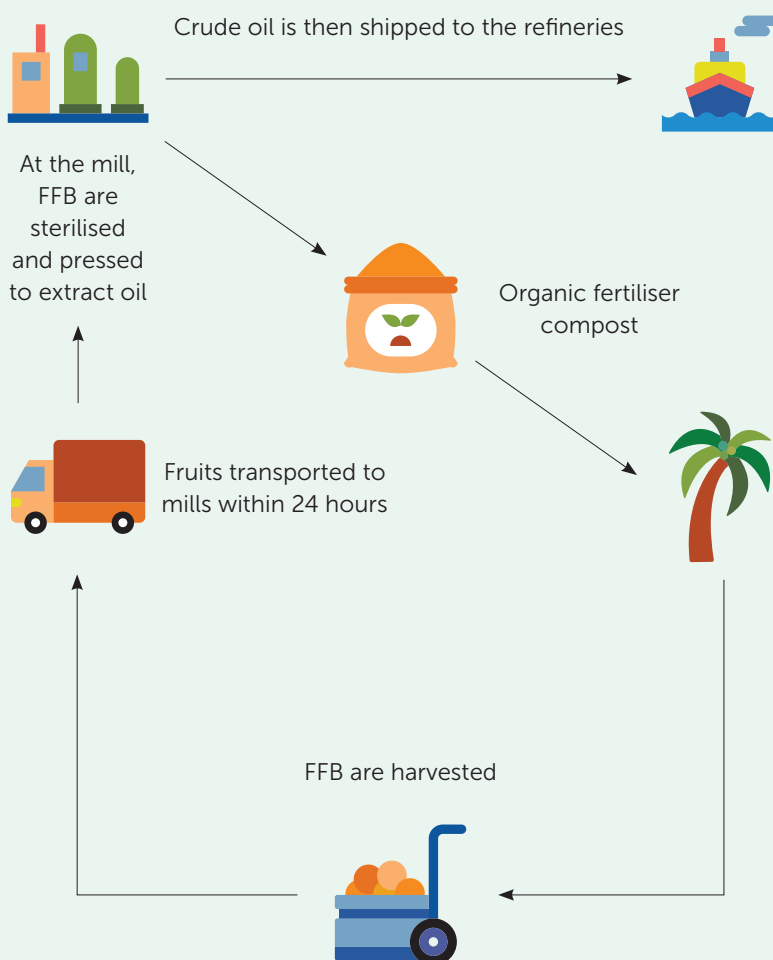 Crude oil is then shipped to the refineries
At the mill,
FFB are
sterilised
and pressed
to extract oil
Organic fertiliser
compost
Fruits transported to
mills within 24 hours
FFB are harvested